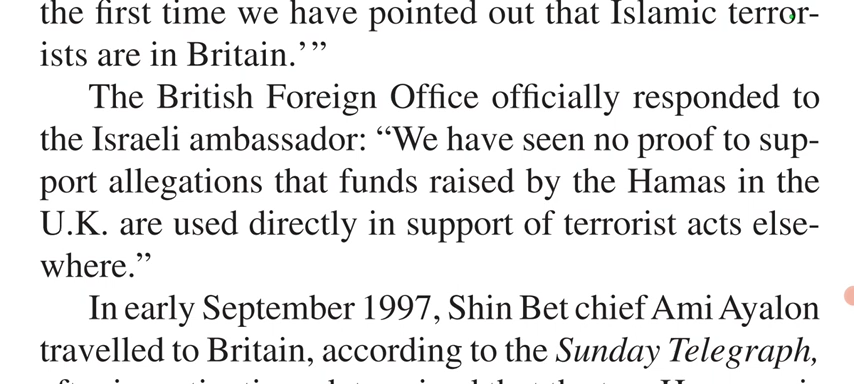 the first time we have pointed out that Islamic terror-
ists are in Britain.’”
The British Foreign Office officially responded to
the Israeli ambassador: “We have seen no proof to sup-
port allegations that funds raised by the Hamas in the
U.K. are used directly in support of terrorist acts else-
where.”
In early September 1997, Shin Bet chief Ami Ayalon
travelled to Britain, according to the Sunday Telegraph,